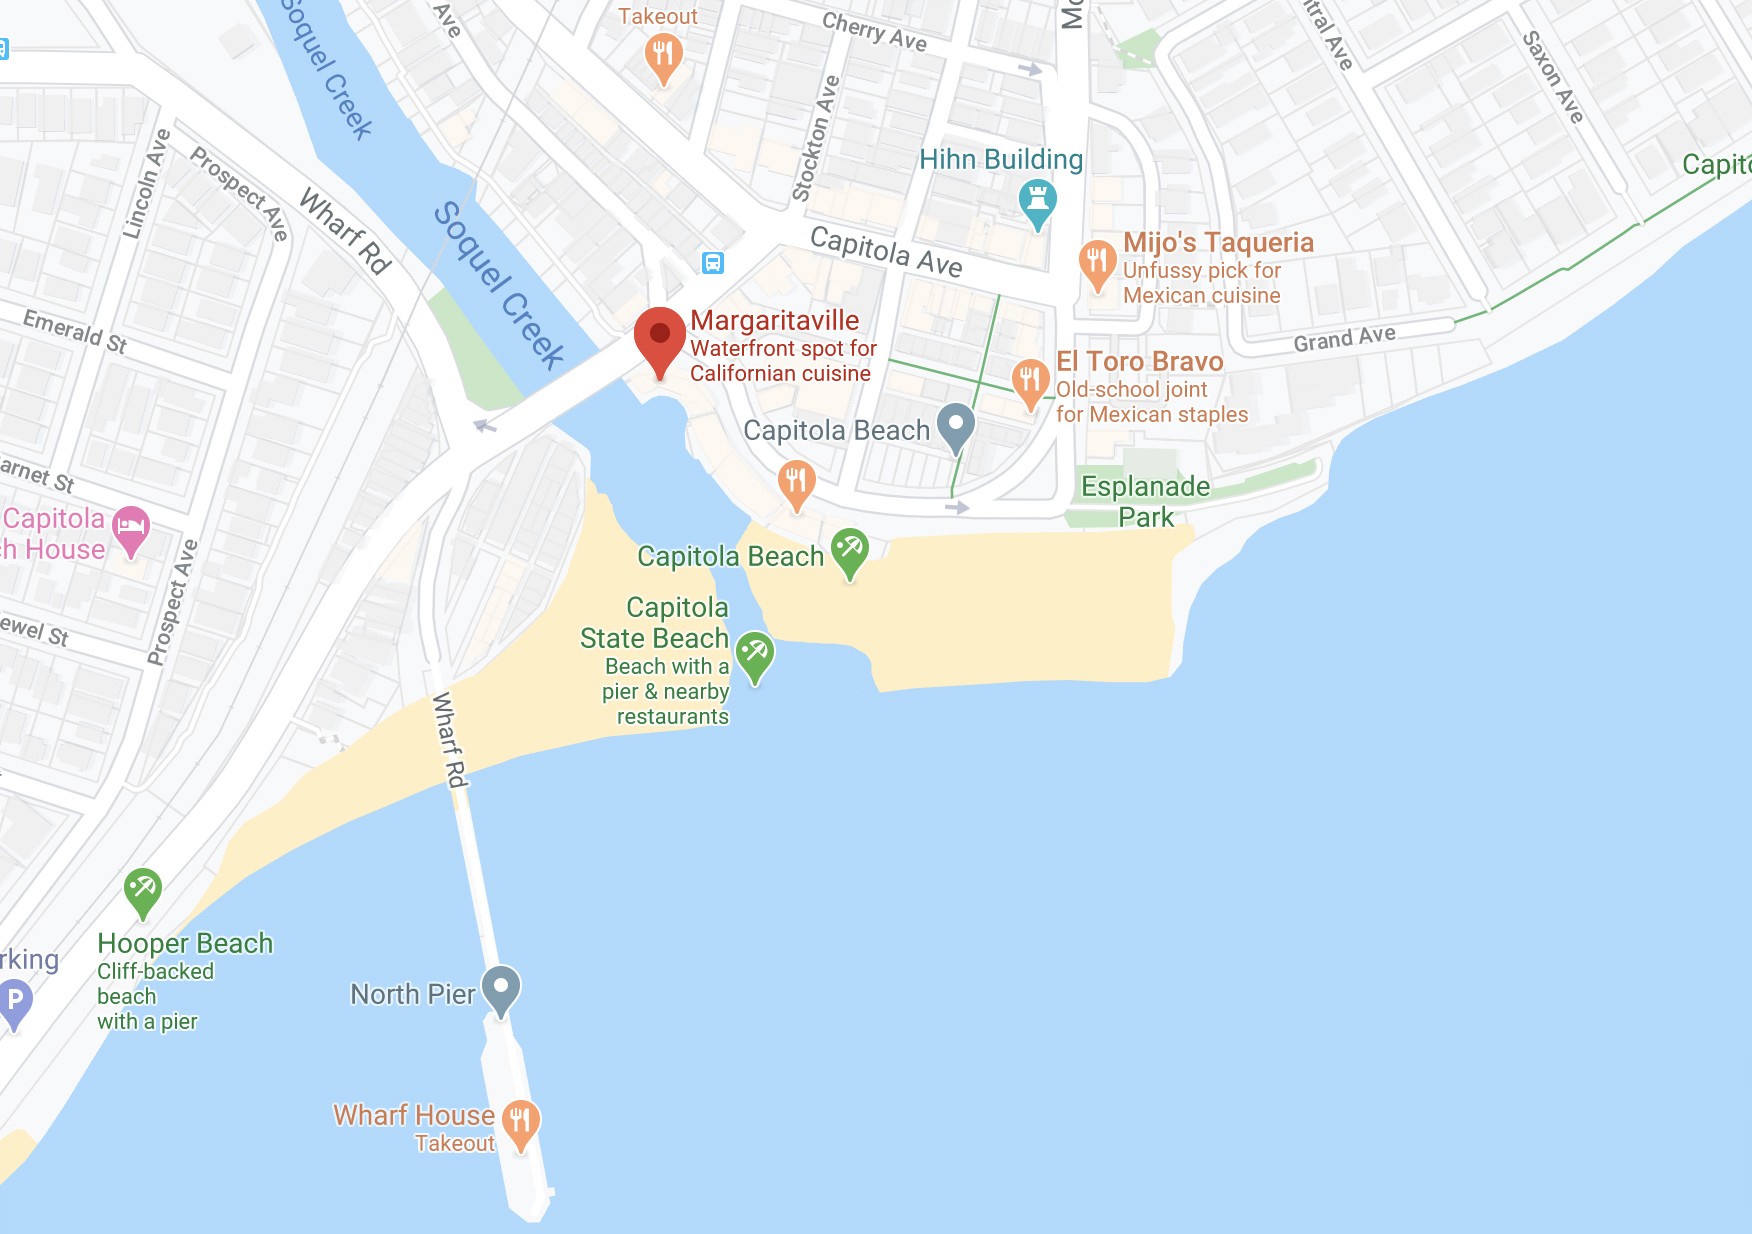 Takeout
Cherry Ave
Ave
Soquel Creek
Saxon Ave
Stockton Ave
Lincoln Ave
Prospect Ave
Wharf Rd
Hihn Building
Capitola Ave
Soquel Creek
Mijo's Taqueria
Unfussy pick for
Mexican cuisine
Emerald St
Margaritaville
Waterfront spot for
Californian cuisine
Grand Ave
El Toro Bravo
Old-school joint
for Mexican staples
Capitola Beach
arnet St
Esplanade
Park
Capitola
ch House
Prospect Ave
Capitola Beach
Capitola
State Beach
Beach with a
pier & nearby
restaurants
ewel St
Wharf Rd
Hooper Beach
Cliff-backed
beach
with a pier
rking
P
North Pier
Wharf House
Takeout